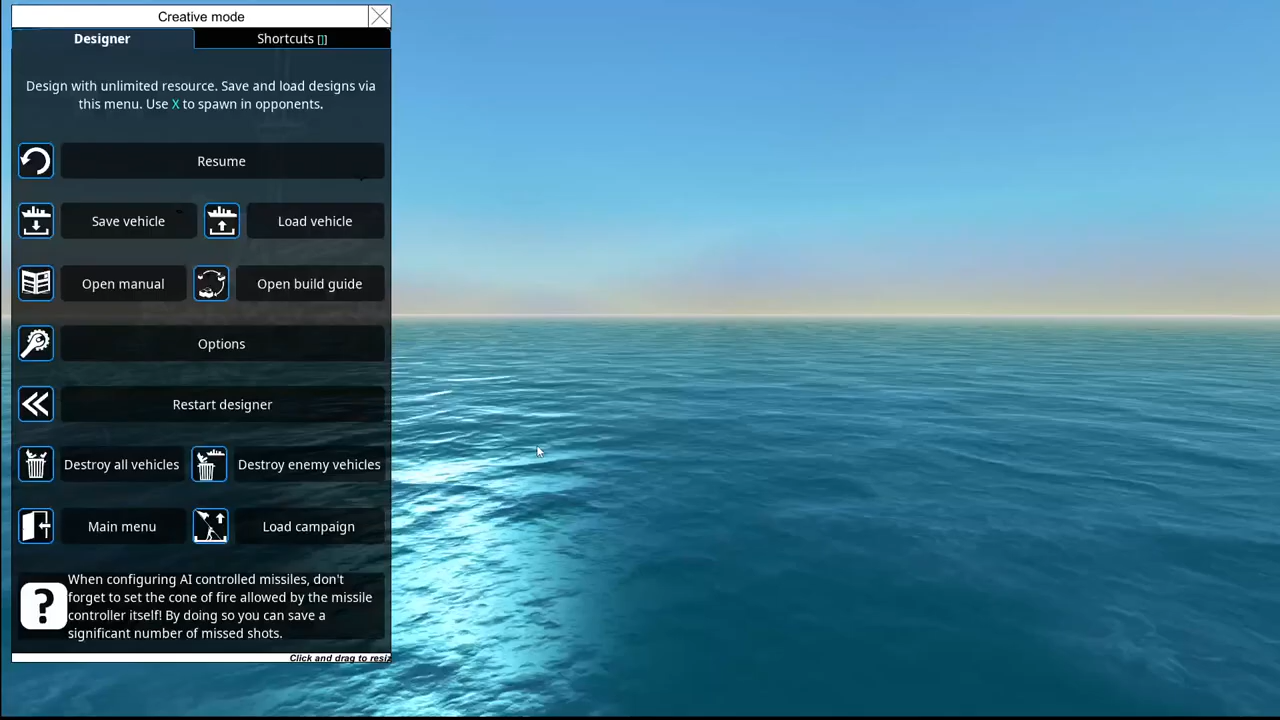 Creative mode
Designer
Shortcuts []
Design with unlimited resource. Save and load designs via
this menu. Use X to spawn in opponents.
Resume
Save vehicle
Load vehicle
Open manual
Open build guide
Options
Restart designer
Destroy all vehicles
Destroy enemy vehicles
Main menu
Load campaign
When configuring AI controlled missiles, don't
forget to set the cone of fire allowed by the missile
controller itself! By doing so you can save a
significant number of missed shots.
Click and drag to resiz